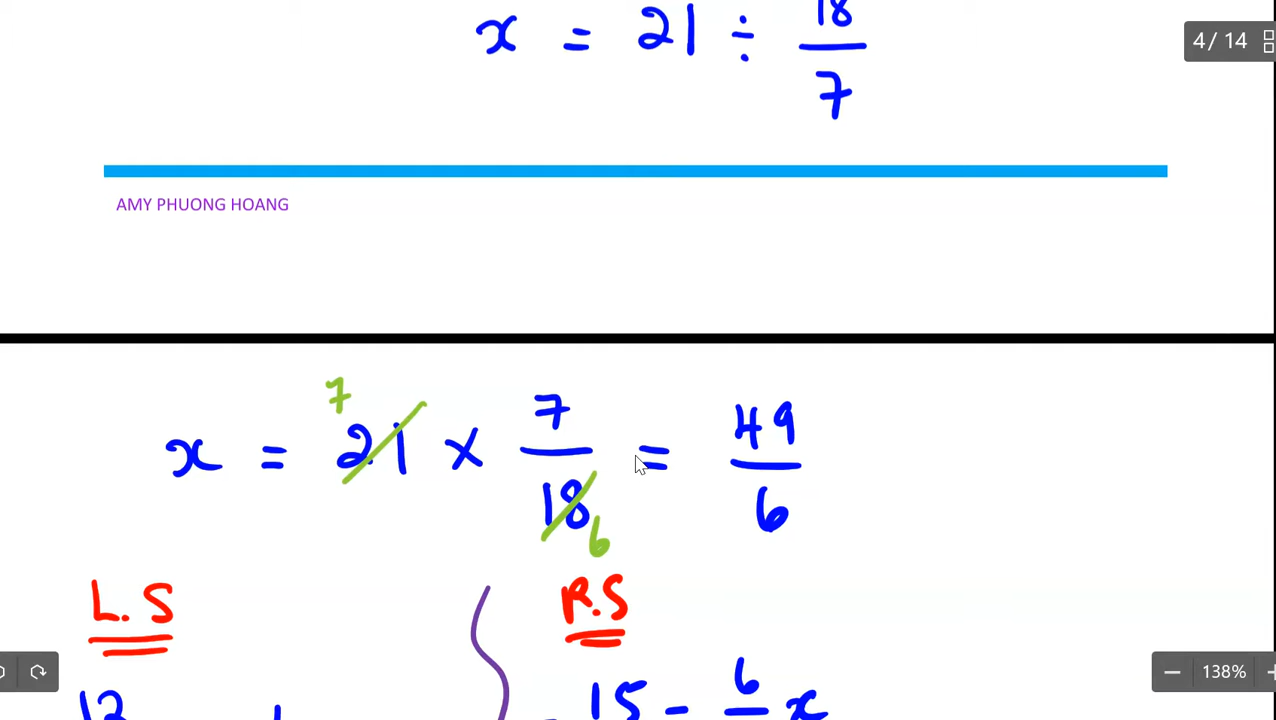 x = 21 ÷ 18/7
4 / 14
AMY PHUONG HOANG
7
x = 21 × 7/18 = 49/6
6
L.S R.S
138%
15 - 6 x